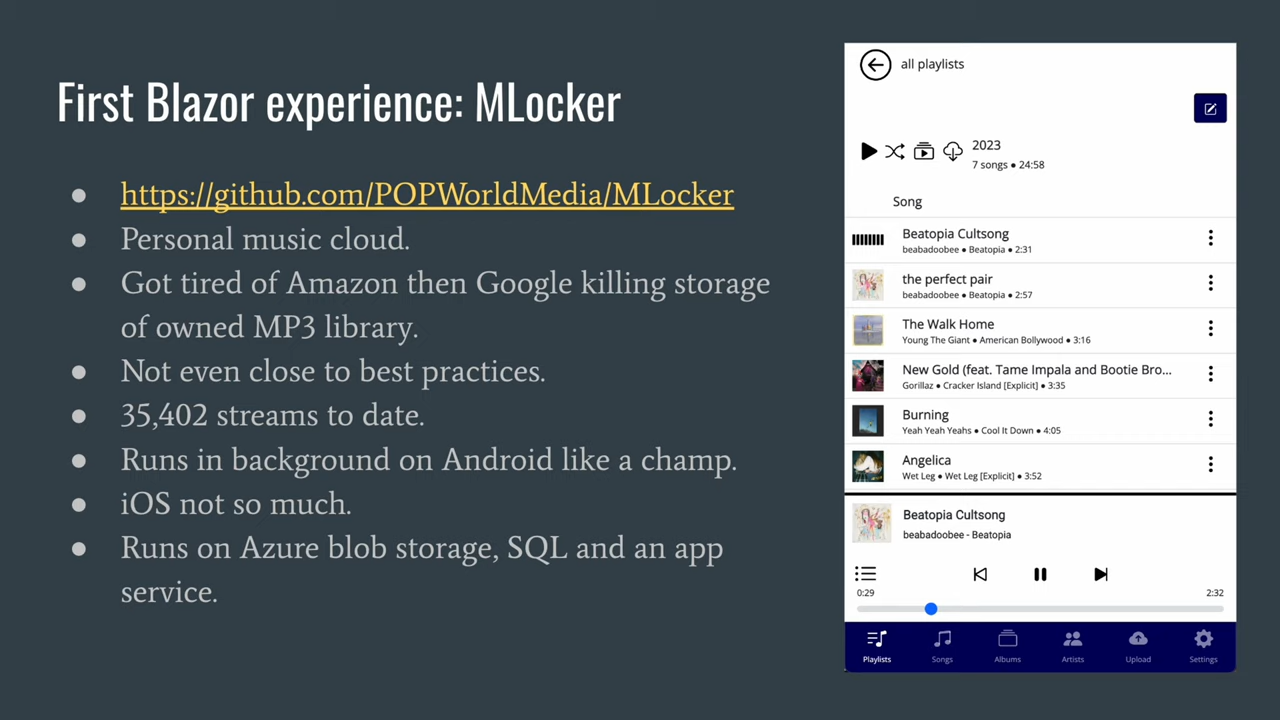 First Blazor experience: MLocker
● https://github.com/POPWorldMedia/MLocker
● Personal music cloud.
● Got tired of Amazon then Google killing storage
of owned MP3 library.
● Not even close to best practices.
● 35,402 streams to date.
● Runs in background on Android like a champ.
● iOS not so much.
● Runs on Azure blob storage, SQL and an app
service.
all playlists
2023
7 songs ● 24:58
Song
Beatopia Cultsong
beabadoobee ● Beatopia ● 2:31
the perfect pair
beabadoobee ● Beatopia ● 2:57
The Walk Home
Young The Giant ● American Bollywood ● 3:16
New Gold (feat. Tame Impala and Bootie Bro...
Gorillaz ● Cracker Island [Explicit] ● 3:35
Burning
Yeah Yeah Yeahs ● Cool It Down ● 4:05
Angelica
Wet Leg ● Wet Leg [Explicit] ● 3:52
Beatopia Cultsong
beabadoobee - Beatopia
0:29 2:32
Playlists Songs Albums Artists Upload Settings